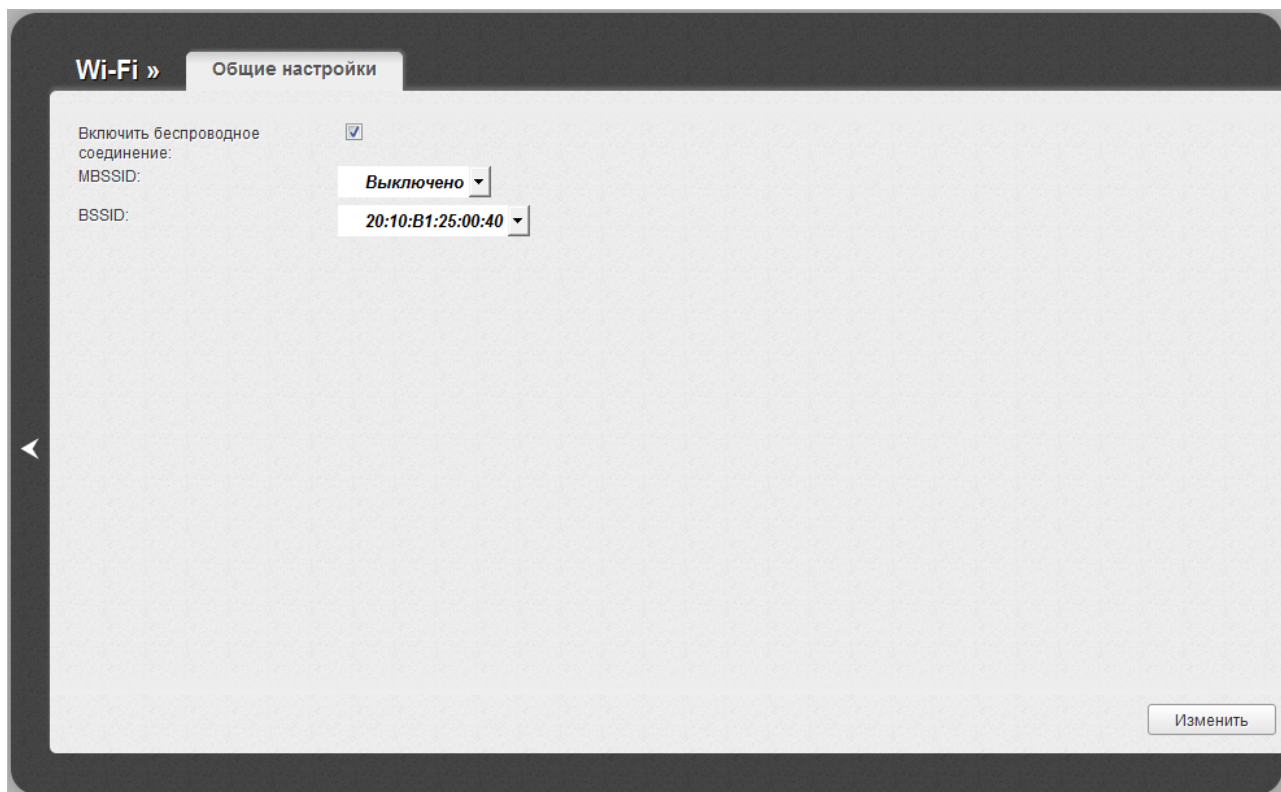 Wi-Fi »
Общие настройки
Включить беспроводное
соединение:
MBSSID:
Выключено
BSSID:
20:10:B1:25:00:40
Изменить